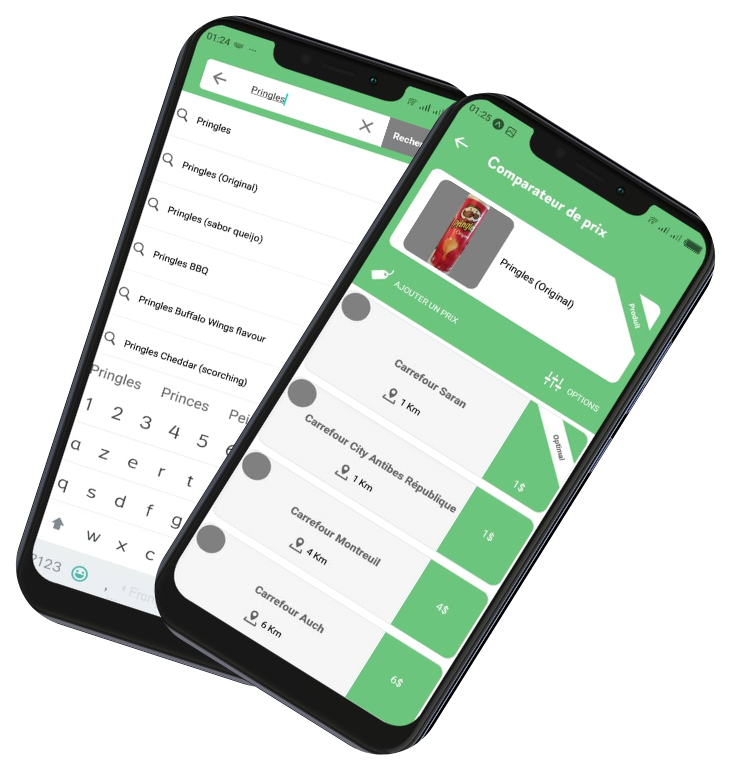 01:24
Pringles
Pringles
Pringles (Original)
Pringles (sabor queijo)
Pringles BBQ
Pringles Buffalo Wings flavour
Pringles Cheddar (scorching)
Pringles Princes
1 2 3 4 5
a z e r t
q s d f g
w x c
?123 ,
01:25
Comparateur de prix
Pringles
Pringles (Original)
Produit
AJOUTER UN PRIX
OPTIONS
Carrefour Saran
1 Km
1$
Optimal
Carrefour City Antibes République
1 Km
1$
Carrefour Montreuil
4 Km
4$
Carrefour Auch
6 Km
6$